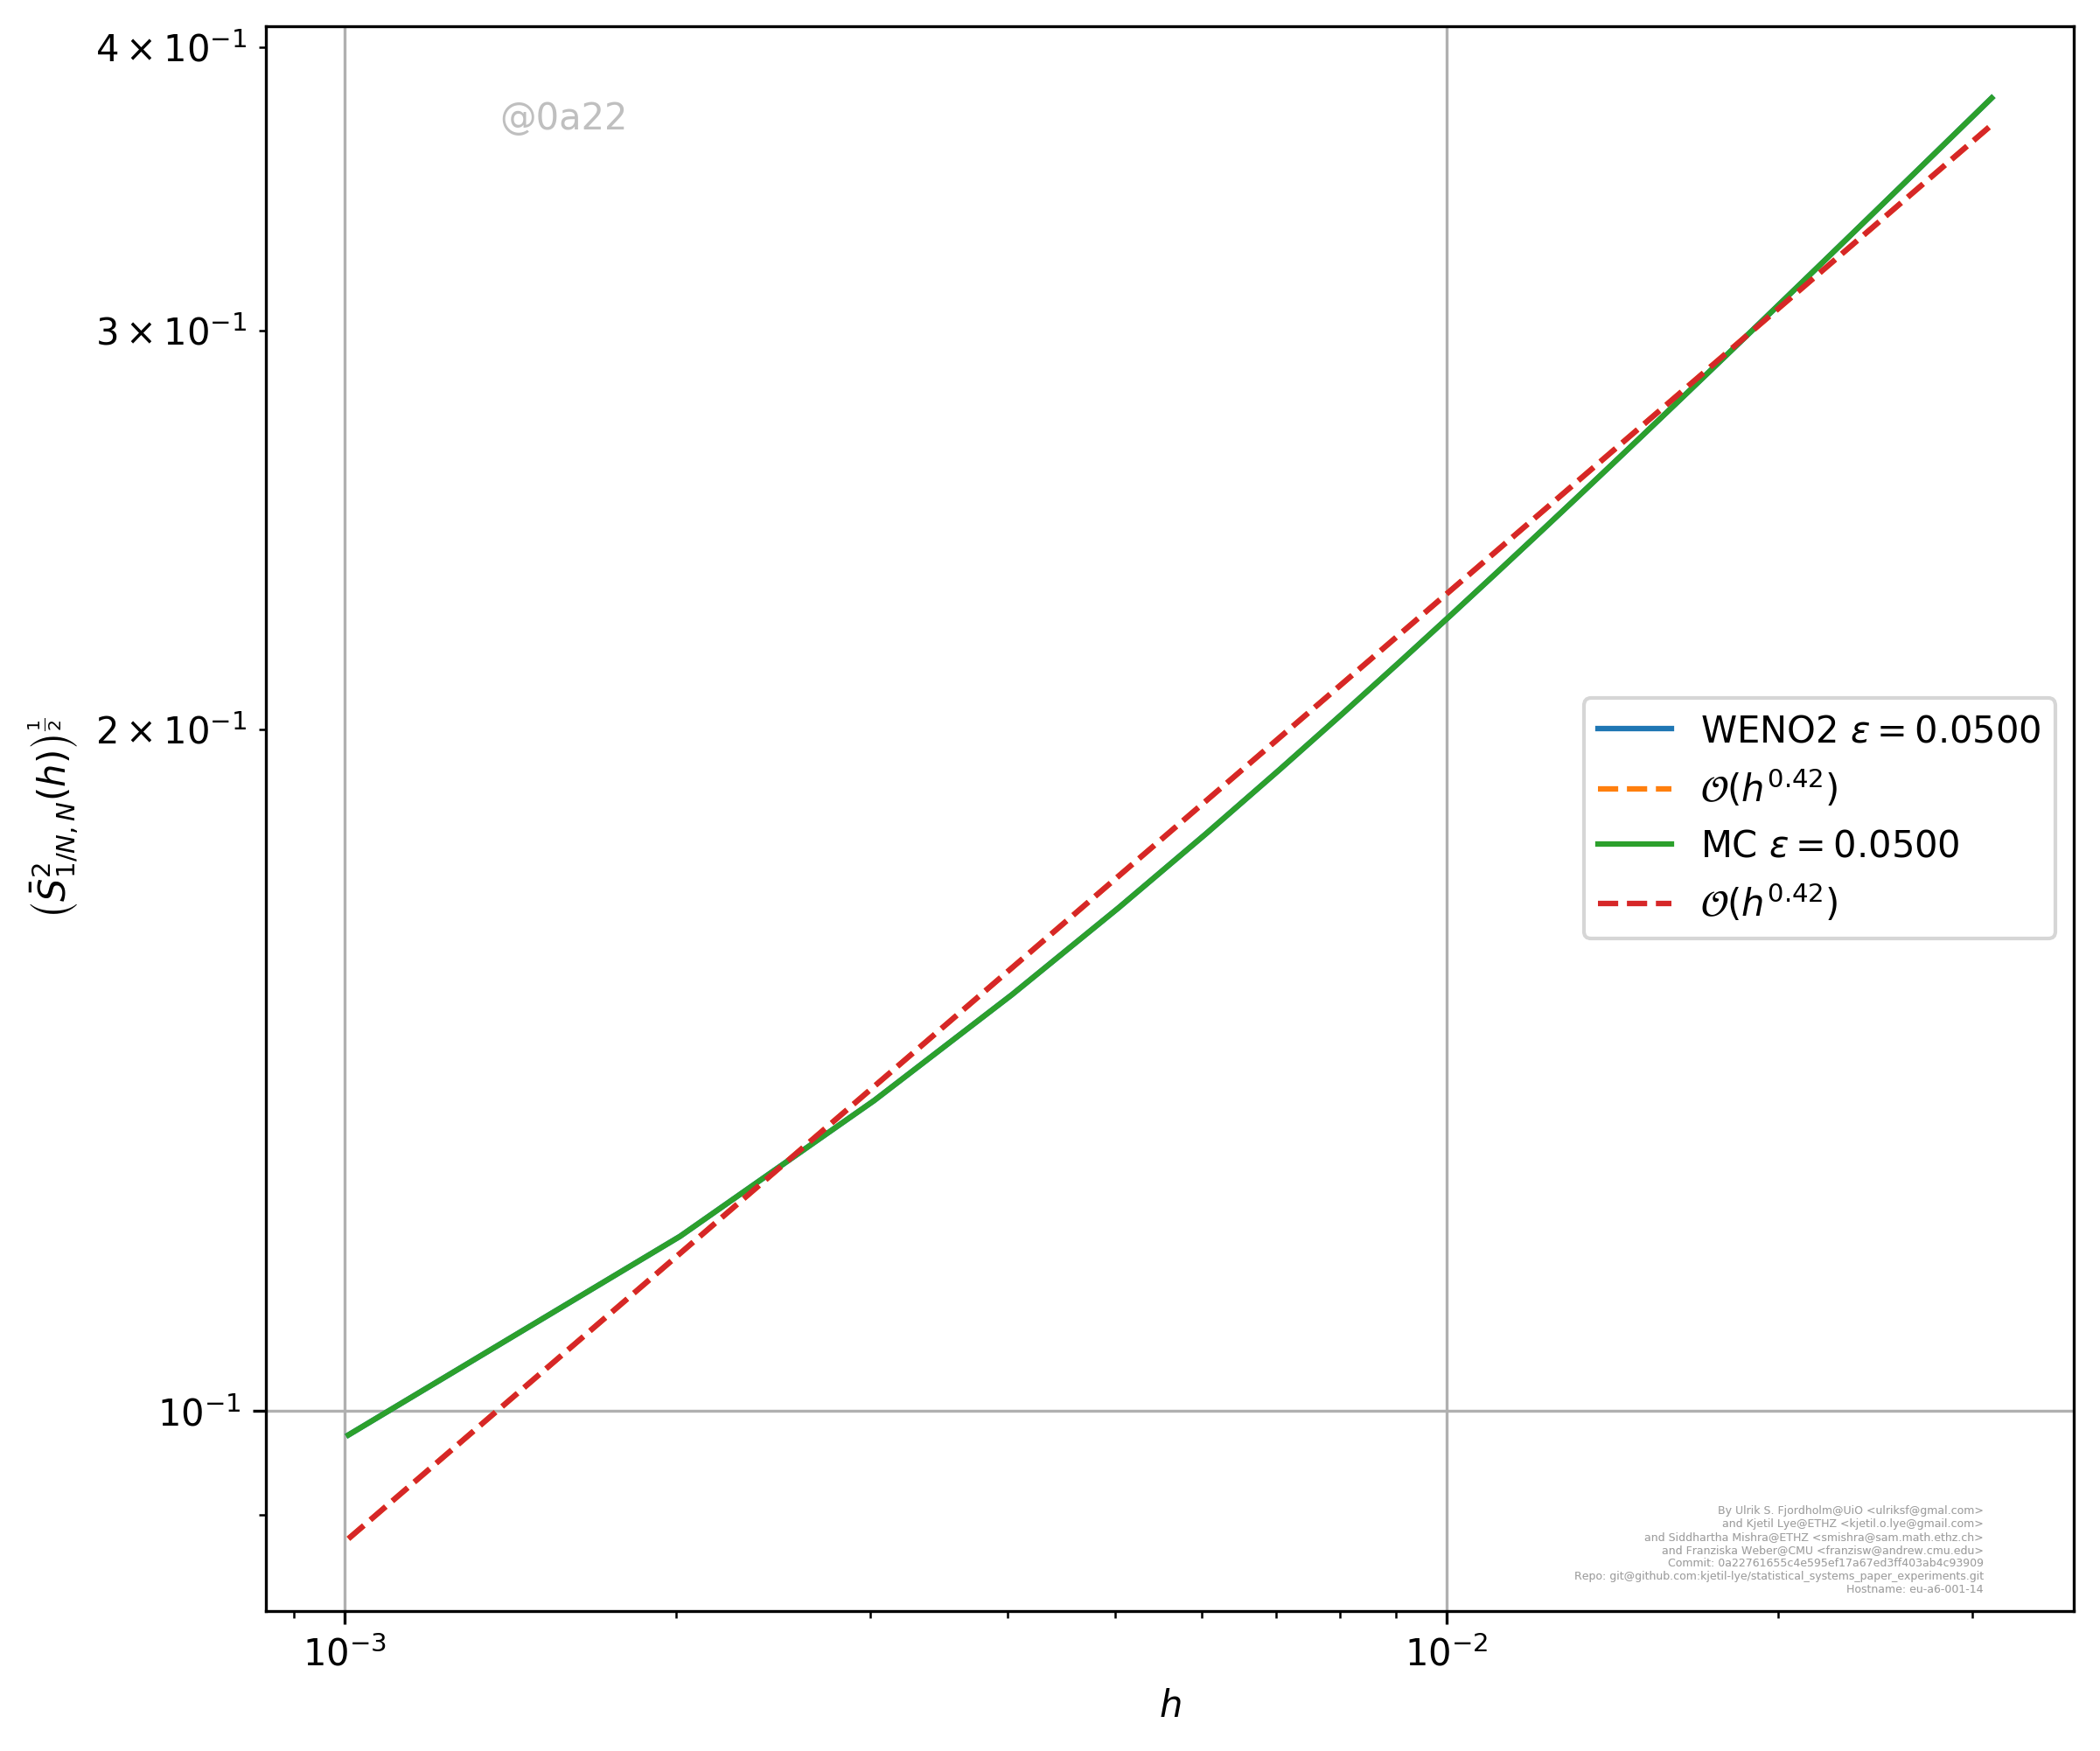 4 × 10⁻¹
@0a22
3 × 10⁻¹
2 × 10⁻¹
10⁻¹
(S̄²₁/N, N(h))^½
WENO2 ε = 0.0500
𝒪(h^0.42)
MC ε = 0.0500
𝒪(h^0.42)
By Ulrik S. Fjordholm@UiO <ulriksf@gmal.com>
and Kjetil Lye@ETHZ <kjetil.o.lye@gmail.com>
and Siddhartha Mishra@ETHZ <smishra@sam.math.ethz.ch>
and Franziska Weber@CMU <franzisw@andrew.cmu.edu>
Commit: 0a22761655c4e595ef17a67ed3ff403ab4c93909
Repo: git@github.com:kjetil-lye/statistical_systems_paper_experiments.git
Hostname: eu-a6-001-14
10⁻³
10⁻²
h